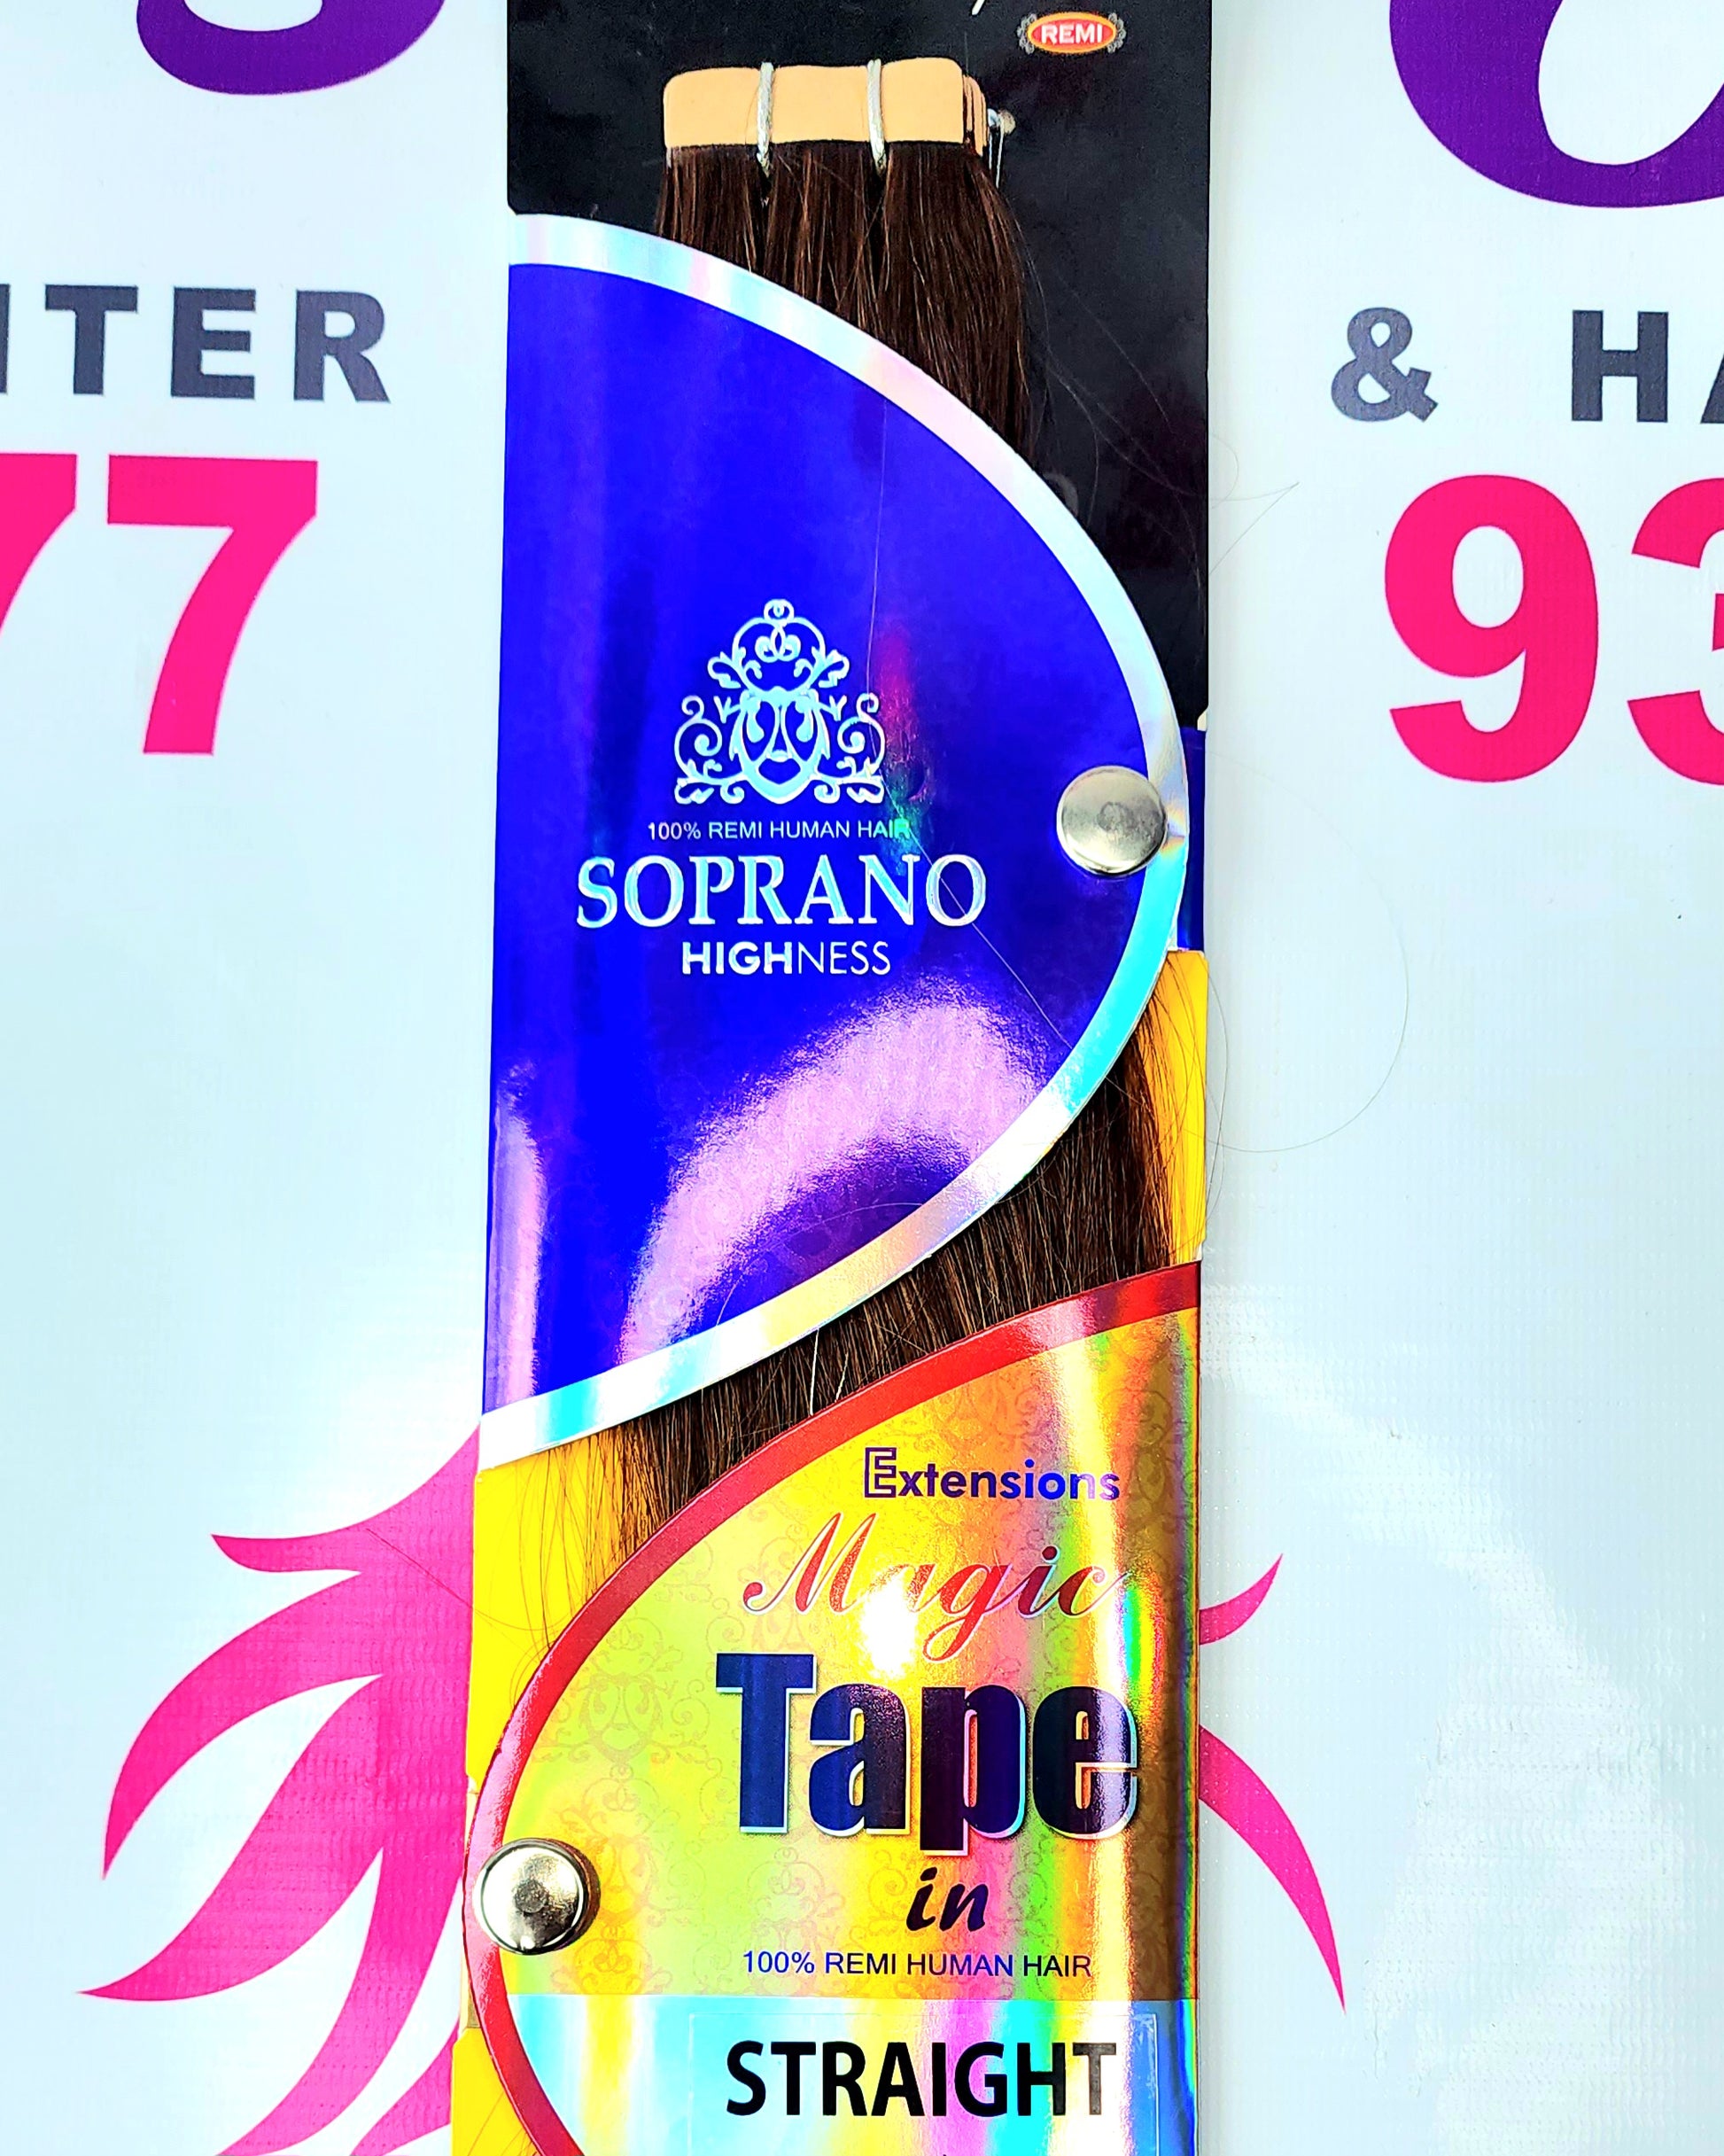 REMI
NTER
& HA
77
93
100% REMI HUMAN HAIR
SOPRANO
HIGHNESS
Extensions
Magic
Tape
in
100% REMI HUMAN HAIR
STRAIGHT